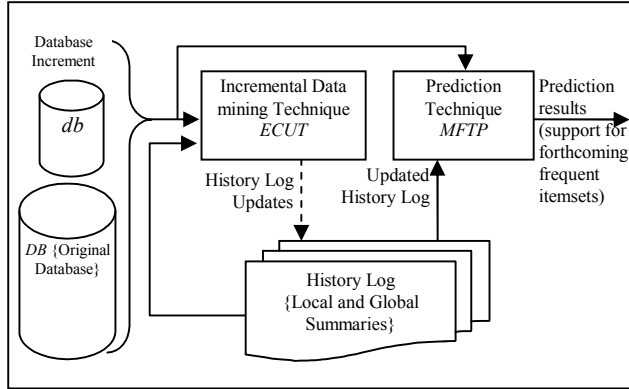 Database
Increment
db
DB {Original
Database}
Incremental Data
mining Technique
ECUT
Prediction
Technique
MFTP
Prediction
results
(support for
forthcoming
frequent
itemsets)
History Log
Updates
Updated
History Log
History Log
{Local and Global
Summaries}